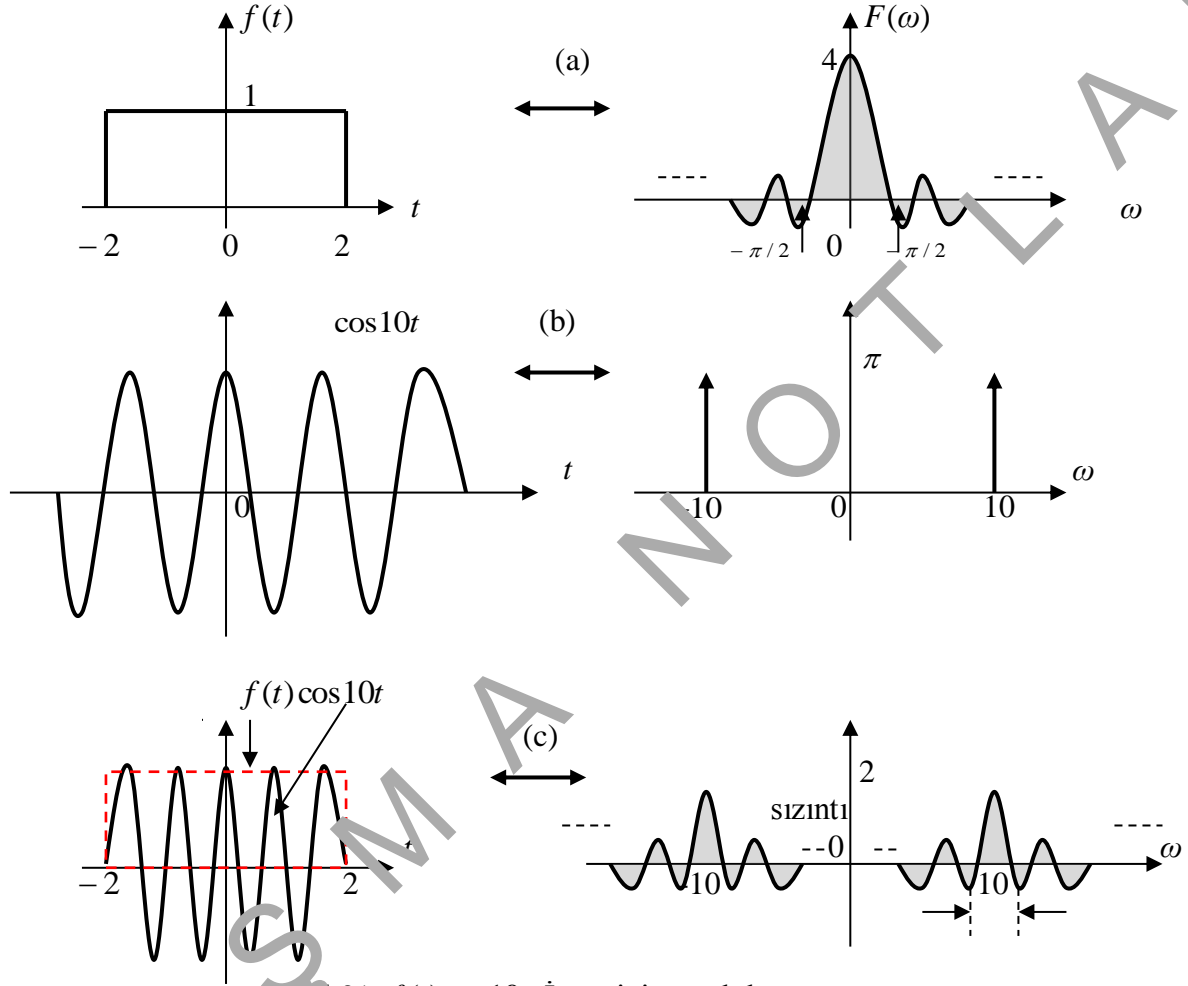 f(t)
1
−2 0 2 t
(a)
F(ω)
4
−π/2 0 −π/2 ω
cos10t
0 t
(b)
π
-10 0 10 ω
f(t)cos10t
−2 2 t
(c)
2
sızıntı
0
10 10 ω
N O T L A
S M A